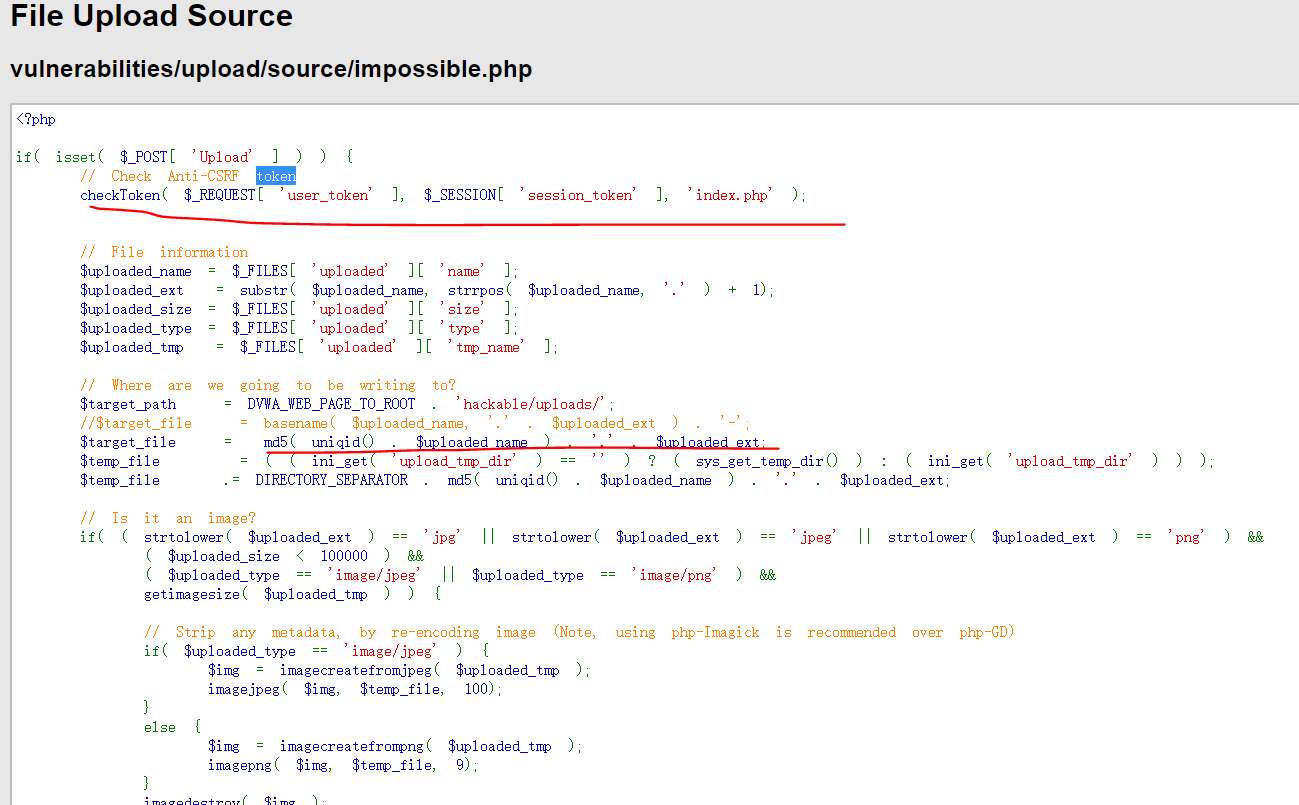 File Upload Source
vulnerabilities/upload/source/impossible.php
<?php
if( isset( $_POST[ 'Upload' ] ) ) {
// Check Anti-CSRF token
checkToken( $_REQUEST[ 'user_token' ], $_SESSION[ 'session_token' ], 'index.php' );
// File information
$uploaded_name = $_FILES[ 'uploaded' ][ 'name' ];
$uploaded_ext = substr( $uploaded_name, strrpos( $uploaded_name, '.' ) + 1);
$uploaded_size = $_FILES[ 'uploaded' ][ 'size' ];
$uploaded_type = $_FILES[ 'uploaded' ][ 'type' ];
$uploaded_tmp = $_FILES[ 'uploaded' ][ 'tmp_name' ];
// Where are we going to be writing to?
$target_path = DVWA_WEB_PAGE_TO_ROOT . 'hackable/uploads/';
//$target_file = basename( $uploaded_name, '.' . $uploaded_ext ) . '-';
$target_file = md5( uniqid() . $uploaded_name ) . '.' . $uploaded_ext;
$temp_file = ( ( ini_get( 'upload_tmp_dir' ) == '' ) ? ( sys_get_temp_dir() ) : ( ini_get( 'upload_tmp_dir' ) ) );
$temp_file .= DIRECTORY_SEPARATOR . md5( uniqid() . $uploaded_name ) . '.' . $uploaded_ext;
// Is it an image?
if( ( strtolower( $uploaded_ext ) == 'jpg' || strtolower( $uploaded_ext ) == 'jpeg' || strtolower( $uploaded_ext ) == 'png' ) &&
( $uploaded_size < 100000 ) &&
( $uploaded_type == 'image/jpeg' || $uploaded_type == 'image/png' ) &&
getimagesize( $uploaded_tmp ) ) {
// Strip any metadata, by re-encoding image (Note, using php-Imagick is recommended over php-GD)
if( $uploaded_type == 'image/jpeg' ) {
$img = imagecreatefromjpeg( $uploaded_tmp );
imagejpeg( $img, $temp_file, 100);
}
else {
$img = imagecreatefrompng( $uploaded_tmp );
imagepng( $img, $temp_file, 9);
}
imagedestroy( $img );